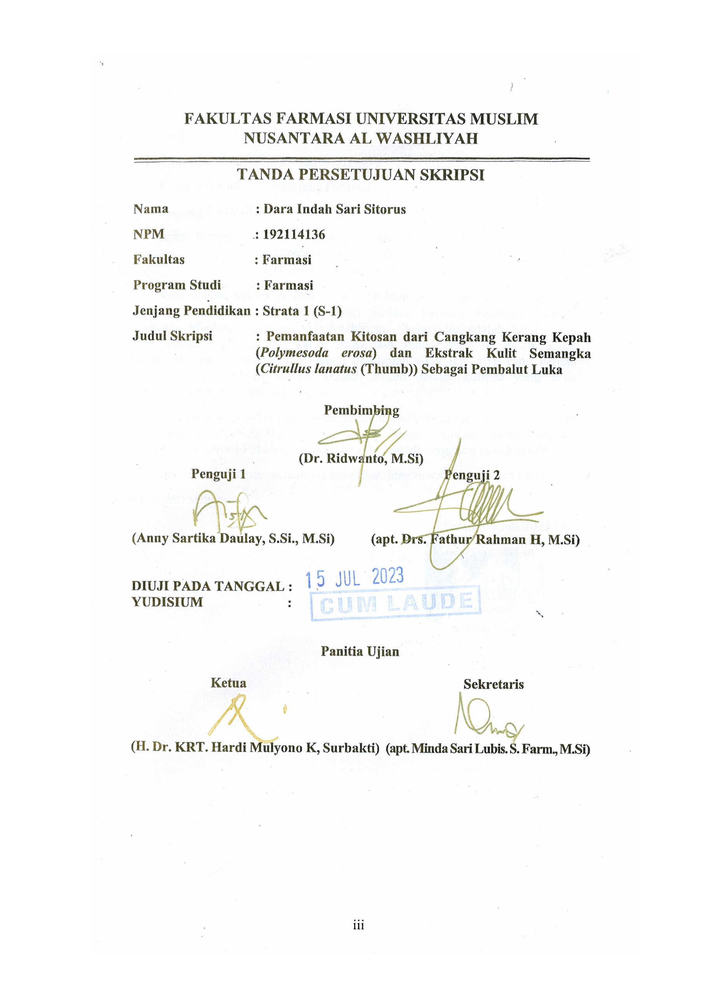 FAKULTAS FARMASI UNIVERSITAS MUSLIM
NUSANTARA AL WASHLIYAH
TANDA PERSETUJUAN SKRIPSI
Nama : Dara Indah Sari Sitorus
NPM : 192114136
Fakultas : Farmasi
Program Studi : Farmasi
Jenjang Pendidikan : Strata 1 (S-1)
Judul Skripsi : Pemanfaatan Kitosan dari Cangkang Kerang Kepah
(Polymesoda erosa) dan Ekstrak Kulit Semangka
(Citrullus lanatus (Thumb)) Sebagai Pembalut Luka
Pembimbing
(Dr. Ridwanto, M.Si)
Penguji 1 Penguji 2
(Anny Sartika Daulay, S.Si., M.Si) (apt. Drs. Fathur Rahman H, M.Si)
DIUJI PADA TANGGAL : 15 JUL 2023
YUDISIUM : CUM LAUDE
Panitia Ujian
Ketua Sekretaris
(H. Dr. KRT. Hardi Mulyono K, Surbakti) (apt. Minda Sari Lubis. S. Farm., M.Si)
iii